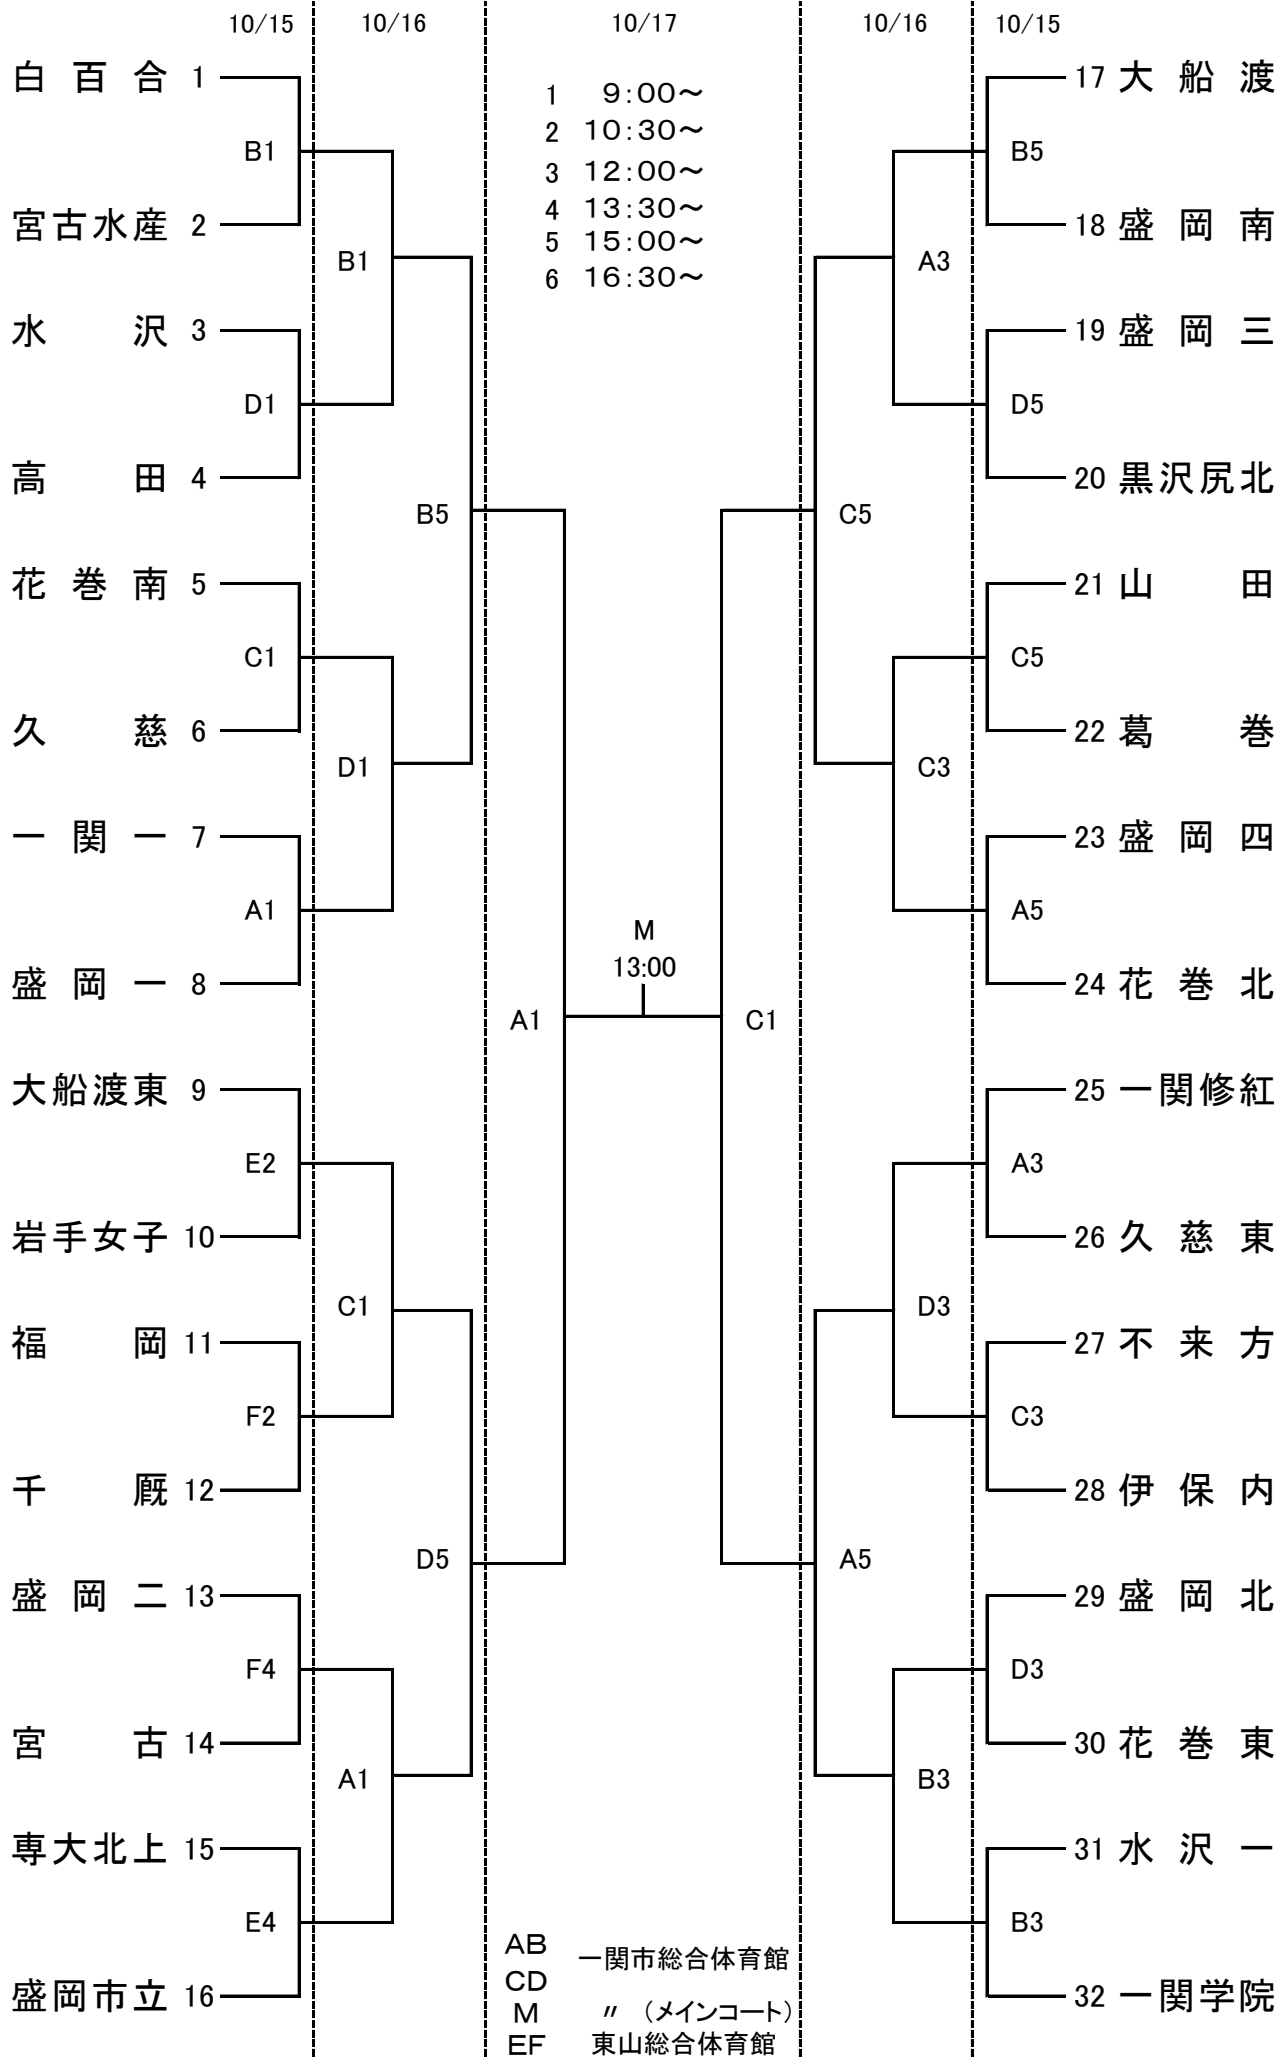 10/15 10/16 10/17 10/16 10/15
白百合 1
17 大船渡
1 9:00～
2 10:30～
B1
B5
3 12:00～
4 13:30～
宮古水産 2
18 盛岡南
5 15:00～
B1
A3
6 16:30～
水沢 3
19 盛岡三
D1
D5
高田 4
20 黒沢尻北
B5
C5
花巻南 5
21 山田
C1
C5
久慈 6
22 葛巻
D1
C3
一関一 7
23 盛岡四
A1
A5
M
13:00
盛岡一 8
24 花巻北
A1
C1
大船渡東 9
25 一関修紅
E2
A3
岩手女子 10
26 久慈東
C1
D3
福岡 11
27 不来方
F2
C3
千厩 12
28 伊保内
D5
A5
盛岡二 13
29 盛岡北
F4
D3
宮古 14
30 花巻東
A1
B3
専大北上 15
31 水沢一
E4
B3
AB
一関市総合体育館
CD
盛岡市立 16
32 一関学院
M 〃 （メインコート）
EF 東山総合体育館